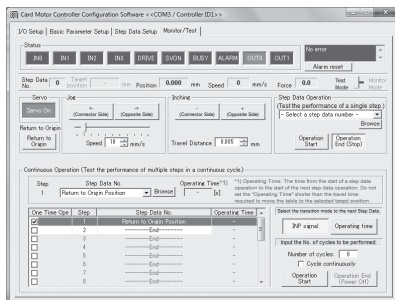 Card Motor Controller Configuration Software <<COM3 / Controller ID1>>
I/O Setup | Basic Parameter Setup | Step Data Setup | Monitor/Test
Status
IN0 IN1 IN2 IN3 DRIVE SVON BUSY ALARM OUT0 OUT1
No error
Alarm reset
Step Data No. 0 Target position - mm Position 0.000 mm Speed 0 mm/s Force 0.0 Test Mode Monitor Mode
Servo
Servo On
Return to Origin
Return to Origin
Jog
<- (Connector Side) -> (Opposite Side)
Speed 10 mm/s
Inching
- (Connector Side) + (Opposite Side)
Travel Distance 0.005 mm
Step Data Operation
(Test the performance of a single step.)
- Select a step data number -
Browse
Operation Start
Operation End (Stop)
Continuous Operation (Test the performance of multiple steps in a continuous cycle.)
Step Step Data No. Operating Time*1)
1 Return to Origin Position Browse - [s]
*1) Operating Time: The time from the start of a step data operation to the start of the next step data operation. Do not set the "Operating Time" shorter than the travel time required to move the table to the selected target position.
One Time Ope Step Step Data No. Operating Time
1 Return to Origin Position -
2 --------End-------- -
3 --------End-------- -
4 --------End-------- -
5 --------End-------- -
6 --------End-------- -
7 --------End-------- -
8 --------End-------- -
Select the transition mode to the next Step Data.
INP signal Operating time
Input the No. of cycles to be performed.
Number of cycles: 0
Cycle continuously
Operation Start
Operation End (Power Off)